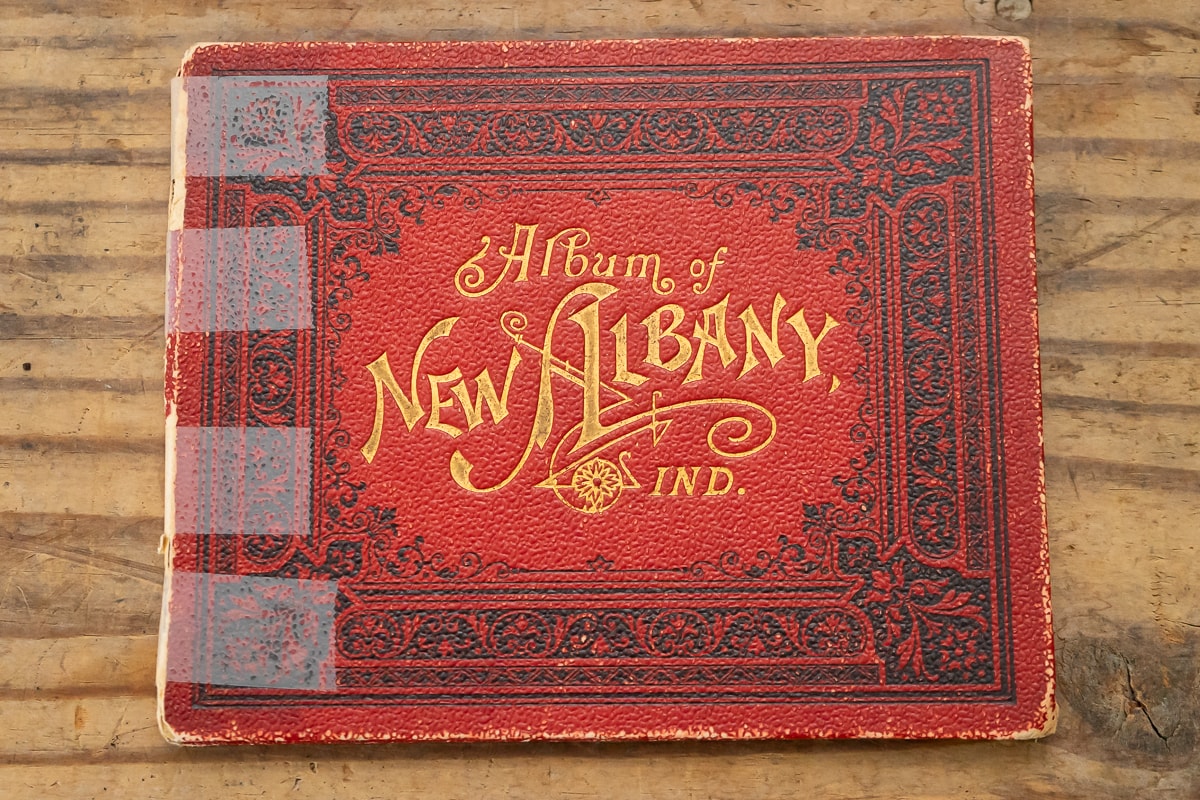 Album of
NEW ALBANY,
IND.